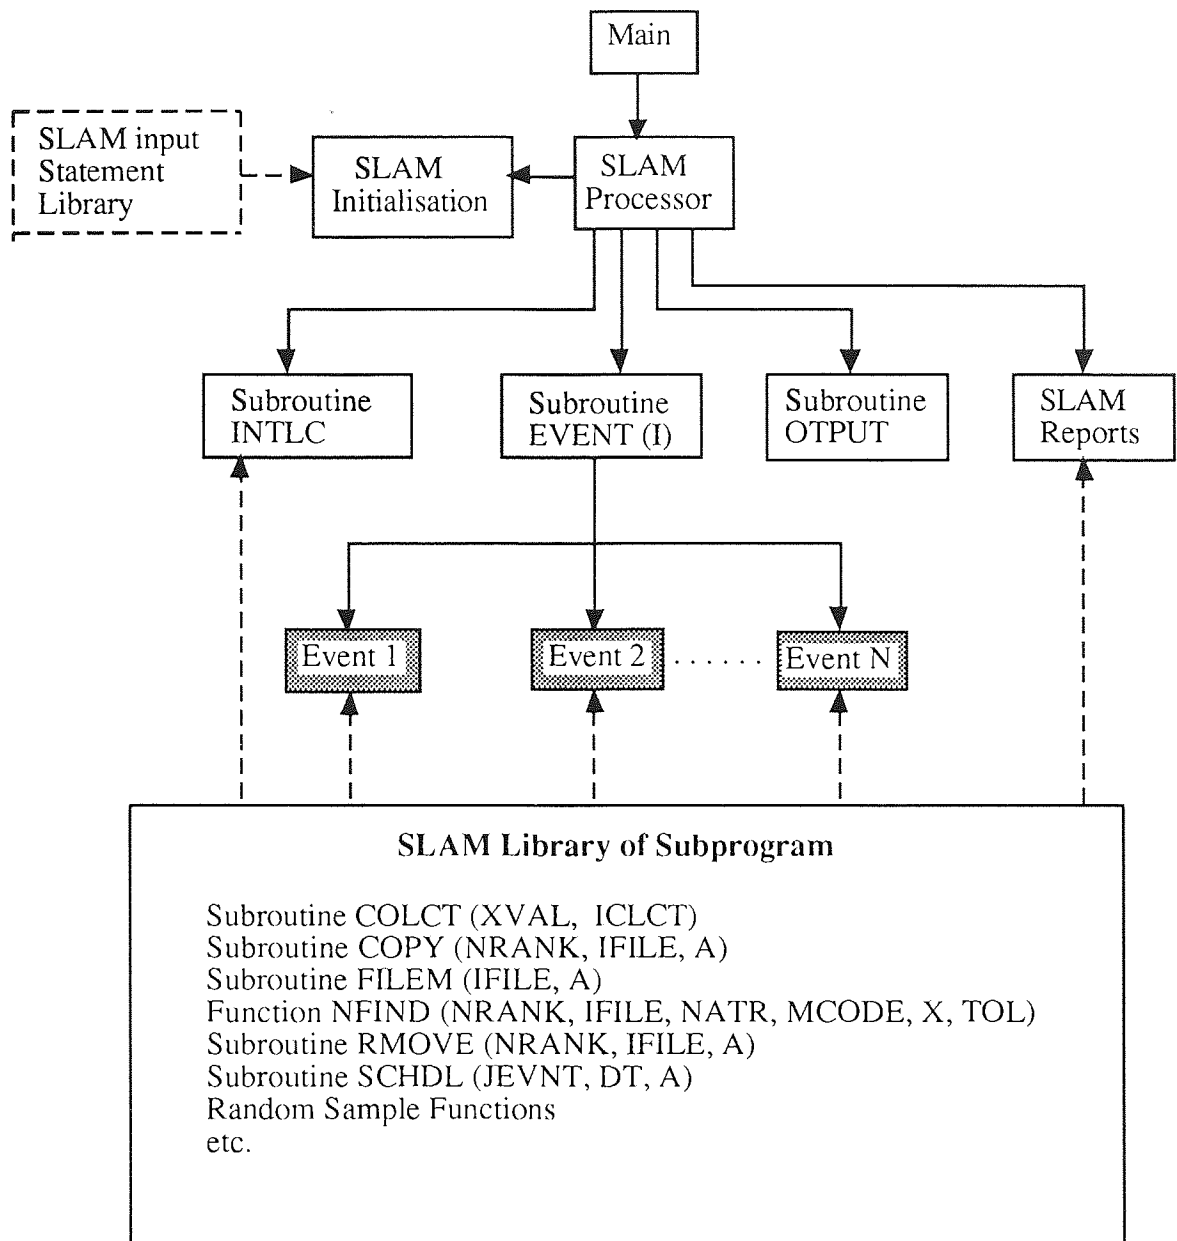 Main
SLAM input
Statement
Library
SLAM
Initialisation
SLAM
Processor
Subroutine
INTLC
Subroutine
EVENT (I)
Subroutine
OTPUT
SLAM
Reports
Event 1
Event 2
. . . . . .
Event N
SLAM Library of Subprogram
Subroutine COLCT (XVAL, ICLCT)
Subroutine COPY (NRANK, IFILE, A)
Subroutine FILEM (IFILE, A)
Function NFIND (NRANK, IFILE, NATR, MCODE, X, TOL)
Subroutine RMOVE (NRANK, IFILE, A)
Subroutine SCHDL (JEVNT, DT, A)
Random Sample Functions
etc.